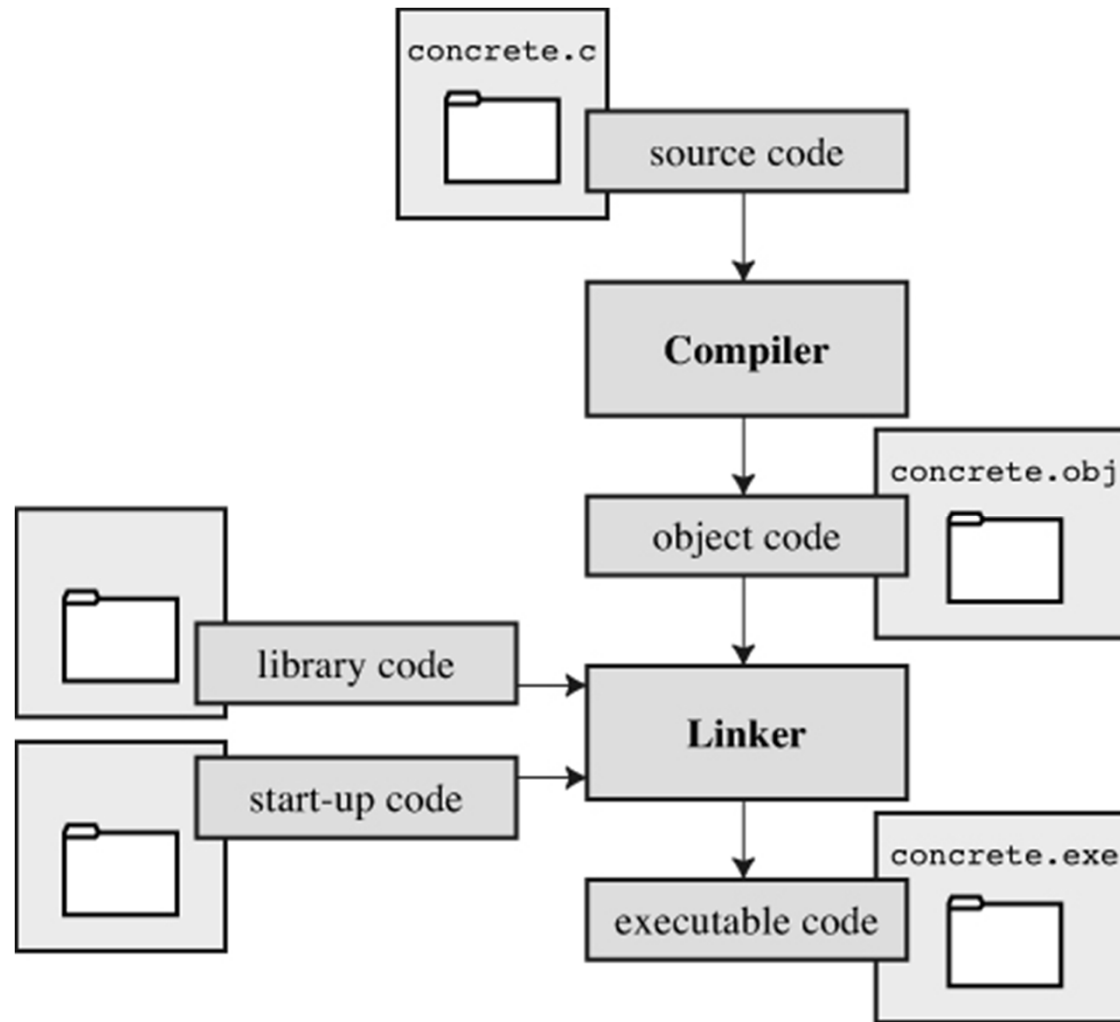 concrete.c
source code
Compiler
concrete.obj
object code
library code
Linker
start-up code
concrete.exe
executable code